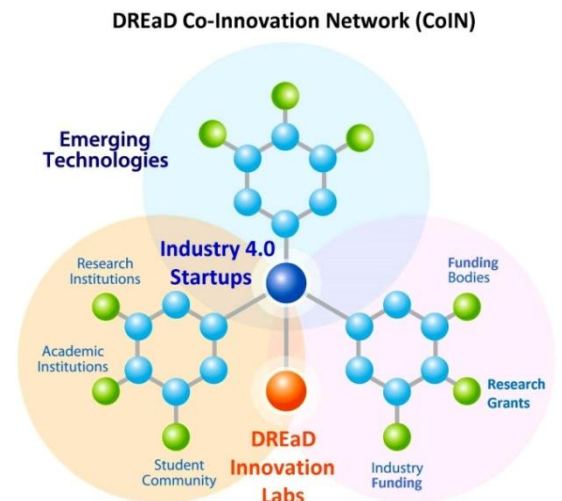 DREaD Co-Innovation Network (CoIN)
Emerging
Technologies
Industry 4.0
Startups
Research
Institutions
Academic
Institutions
Student
Community
Funding
Bodies
Research
Grants
Industry
Funding
DREaD
Innovation
Labs